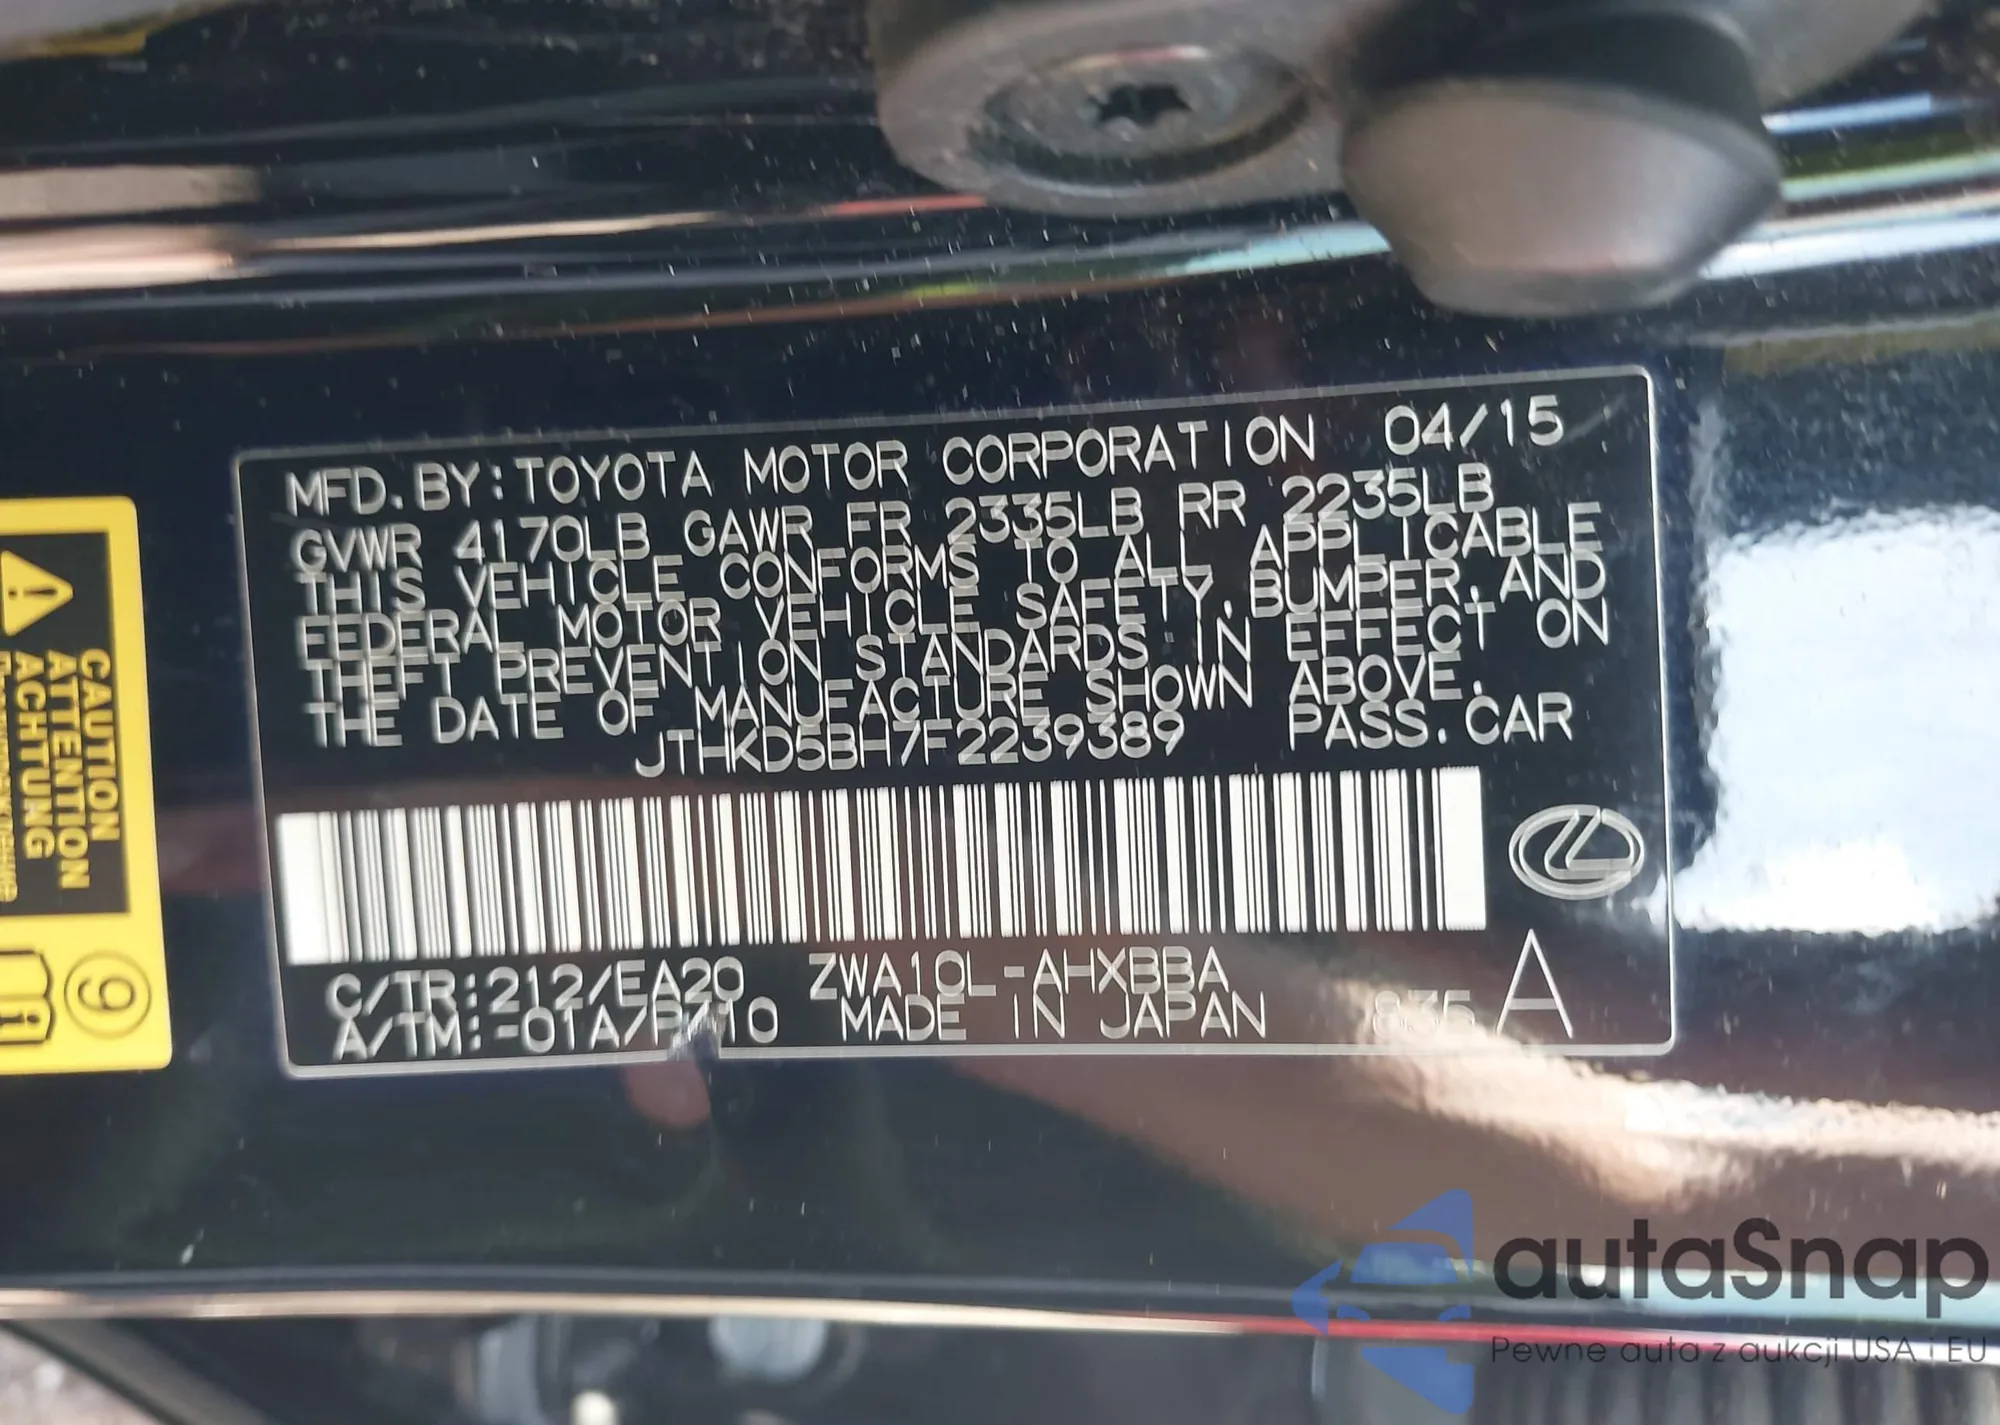 MFD.BY:TOYOTA MOTOR CORPORATION 04/15
GVWR 4170LB GAWR FR 2335LB RR 2235LB
THIS VEHICLE CONFORMS TO ALL APPLICABLE
FEDERAL MOTOR VEHICLE SAFETY,BUMPER,AND
THEFT PREVENTION STANDARDS IN EFFECT ON
THE DATE OF MANUFACTURE SHOWN ABOVE.
JTHKD5BH7F2239389 PASS.CAR
C/TR:212/EA20 ZWA10L-AHXBBA
A/TM:-01A/P410 MADE IN JAPAN 835 A
CAUTION
ATTENTION
ACHTUNG
9
autaSnap
Pewne auta z aukcji USA i EU